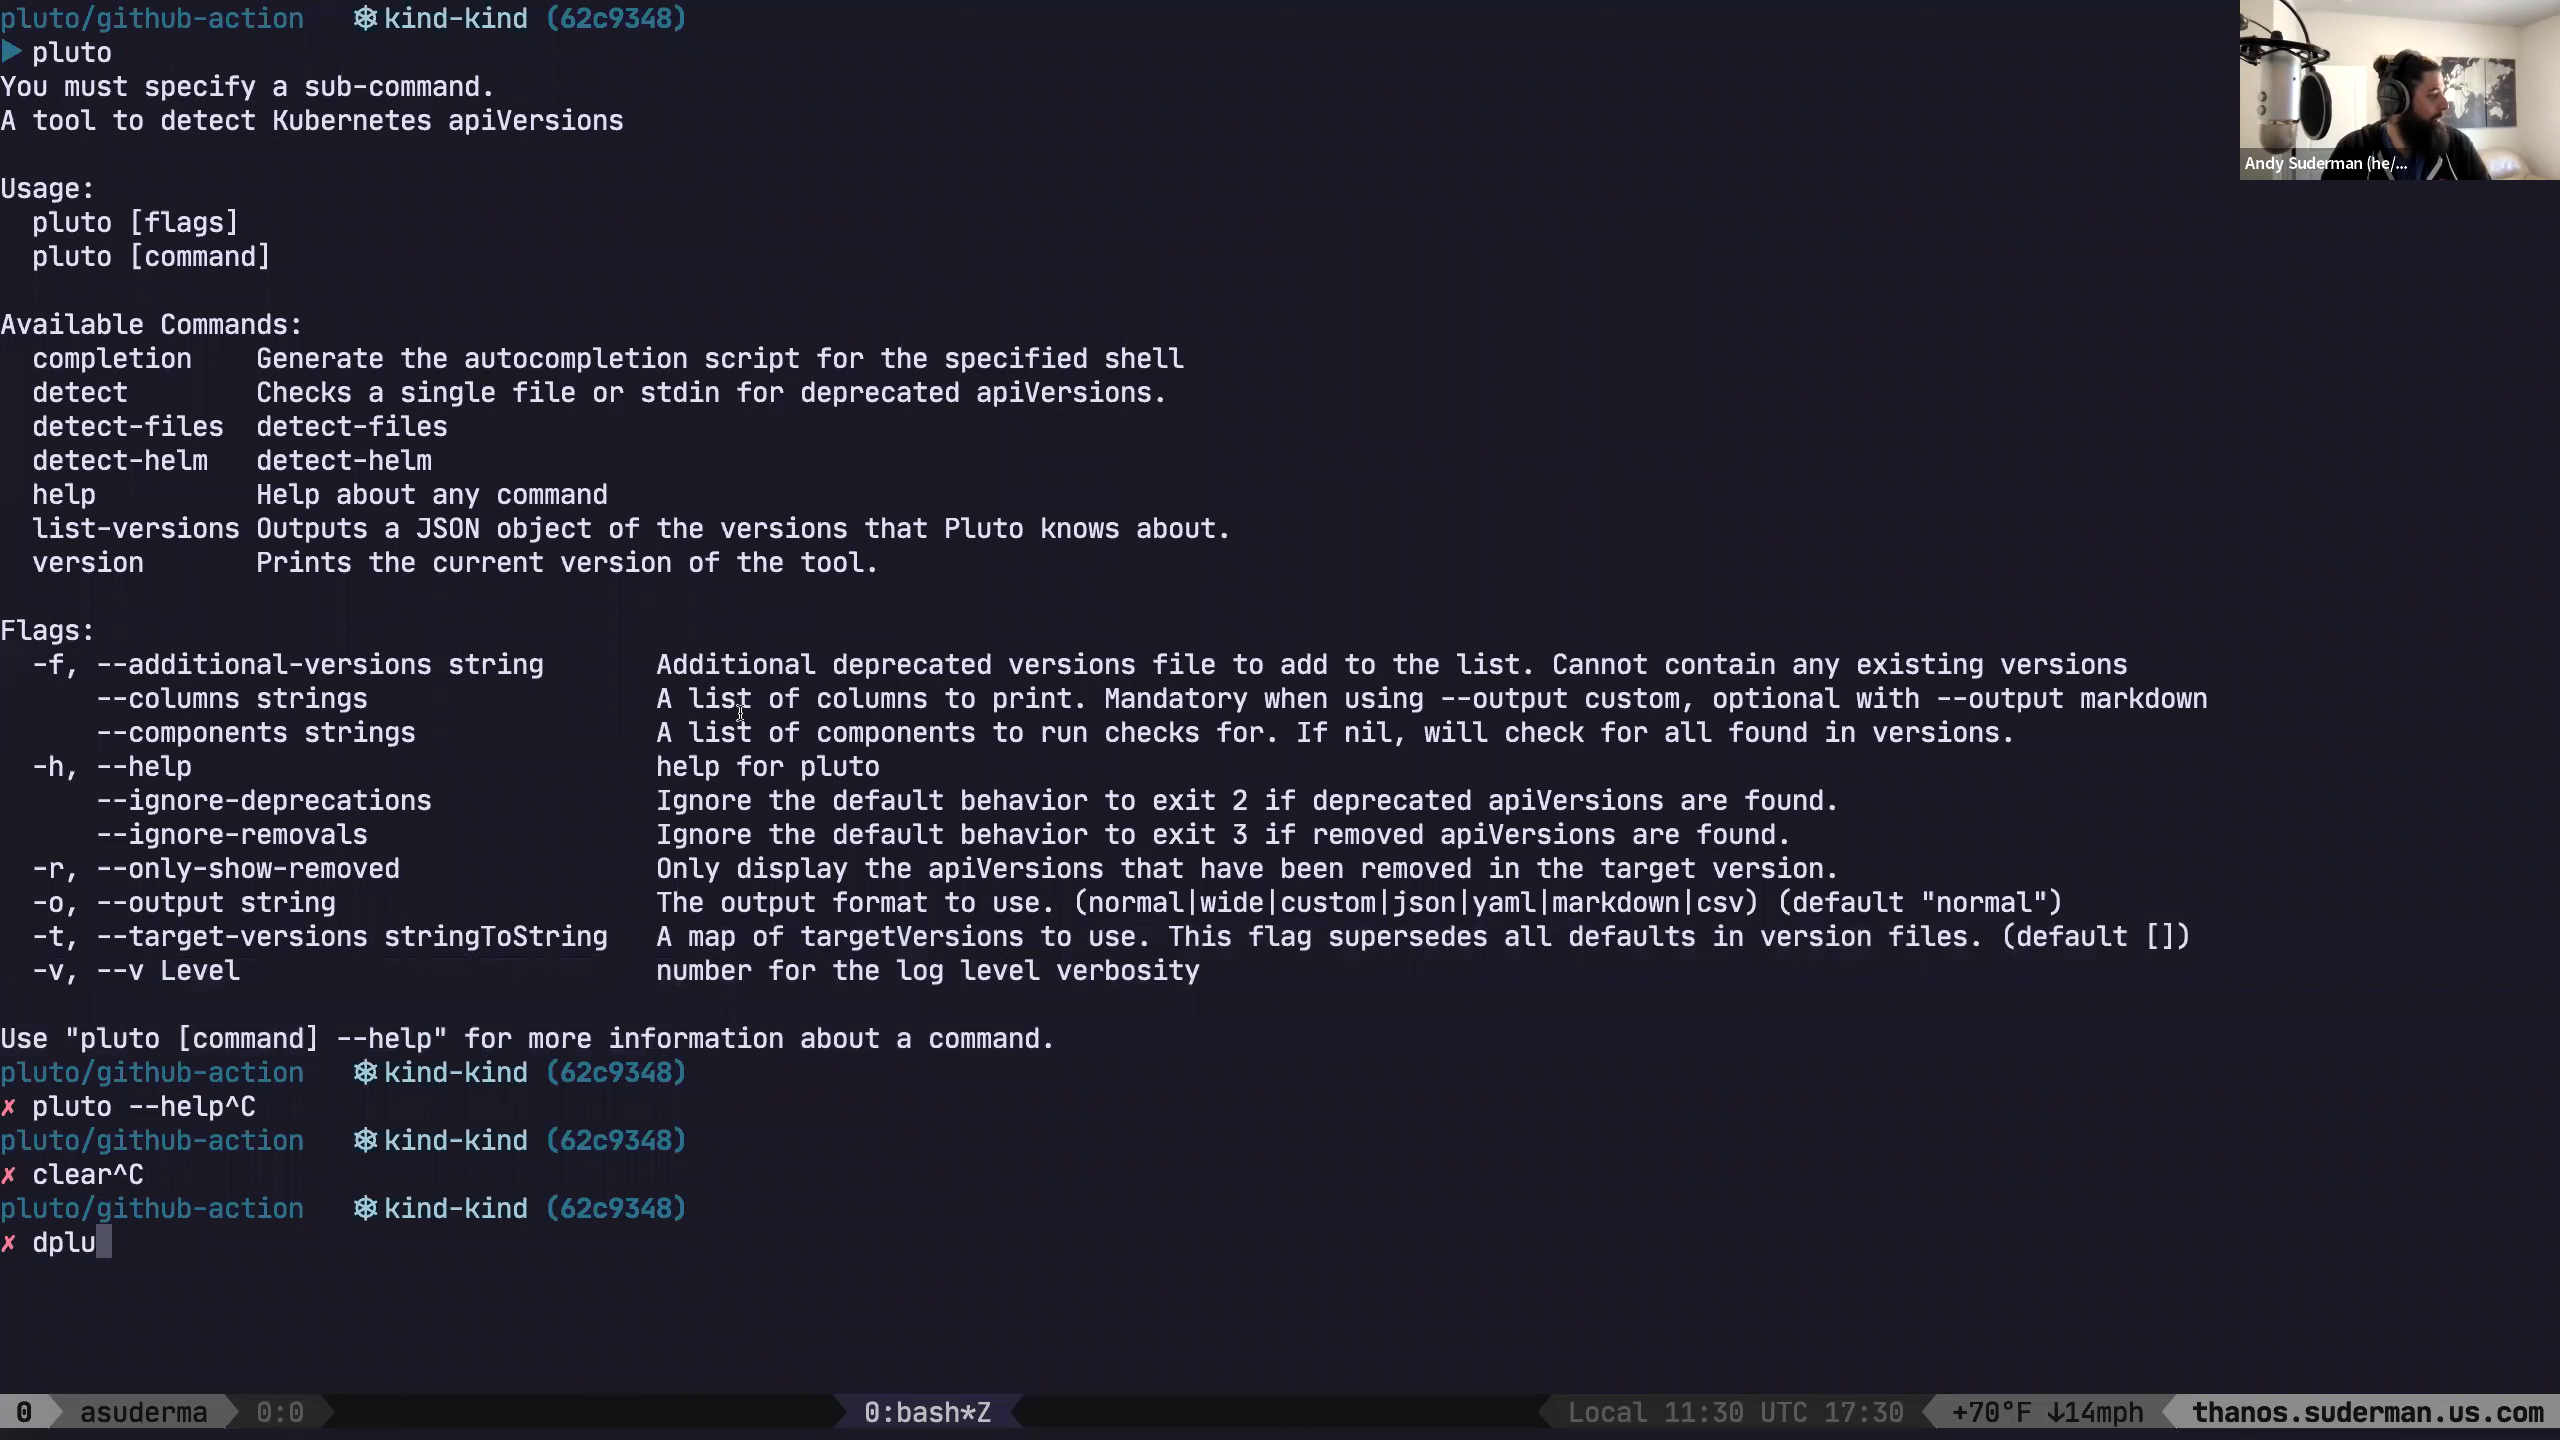 pluto/github-action ☸ kind-kind (62c9348)
▶ pluto
You must specify a sub-command.
A tool to detect Kubernetes apiVersions
Usage:
pluto [flags]
pluto [command]
Available Commands:
completion Generate the autocompletion script for the specified shell
detect Checks a single file or stdin for deprecated apiVersions.
detect-files detect-files
detect-helm detect-helm
help Help about any command
list-versions Outputs a JSON object of the versions that Pluto knows about.
version Prints the current version of the tool.
Flags:
-f, --additional-versions string Additional deprecated versions file to add to the list. Cannot contain any existing versions
--columns strings A list of columns to print. Mandatory when using --output custom, optional with --output markdown
--components strings A list of components to run checks for. If nil, will check for all found in versions.
-h, --help help for pluto
--ignore-deprecations Ignore the default behavior to exit 2 if deprecated apiVersions are found.
--ignore-removals Ignore the default behavior to exit 3 if removed apiVersions are found.
-r, --only-show-removed Only display the apiVersions that have been removed in the target version.
-o, --output string The output format to use. (normal|wide|custom|json|yaml|markdown|csv) (default "normal")
-t, --target-versions stringToString A map of targetVersions to use. This flag supersedes all defaults in version files. (default [])
-v, --v Level number for the log level verbosity
Use "pluto [command] --help" for more information about a command.
pluto/github-action ☸ kind-kind (62c9348)
✗ pluto --help^C
pluto/github-action ☸ kind-kind (62c9348)
✗ clear^C
pluto/github-action ☸ kind-kind (62c9348)
✗ dplu
Andy Suderman (he/...
0 asuderma 0:0 0:bash*Z Local 11:30 UTC 17:30 +70°F ↓14mph thanos.suderman.us.com